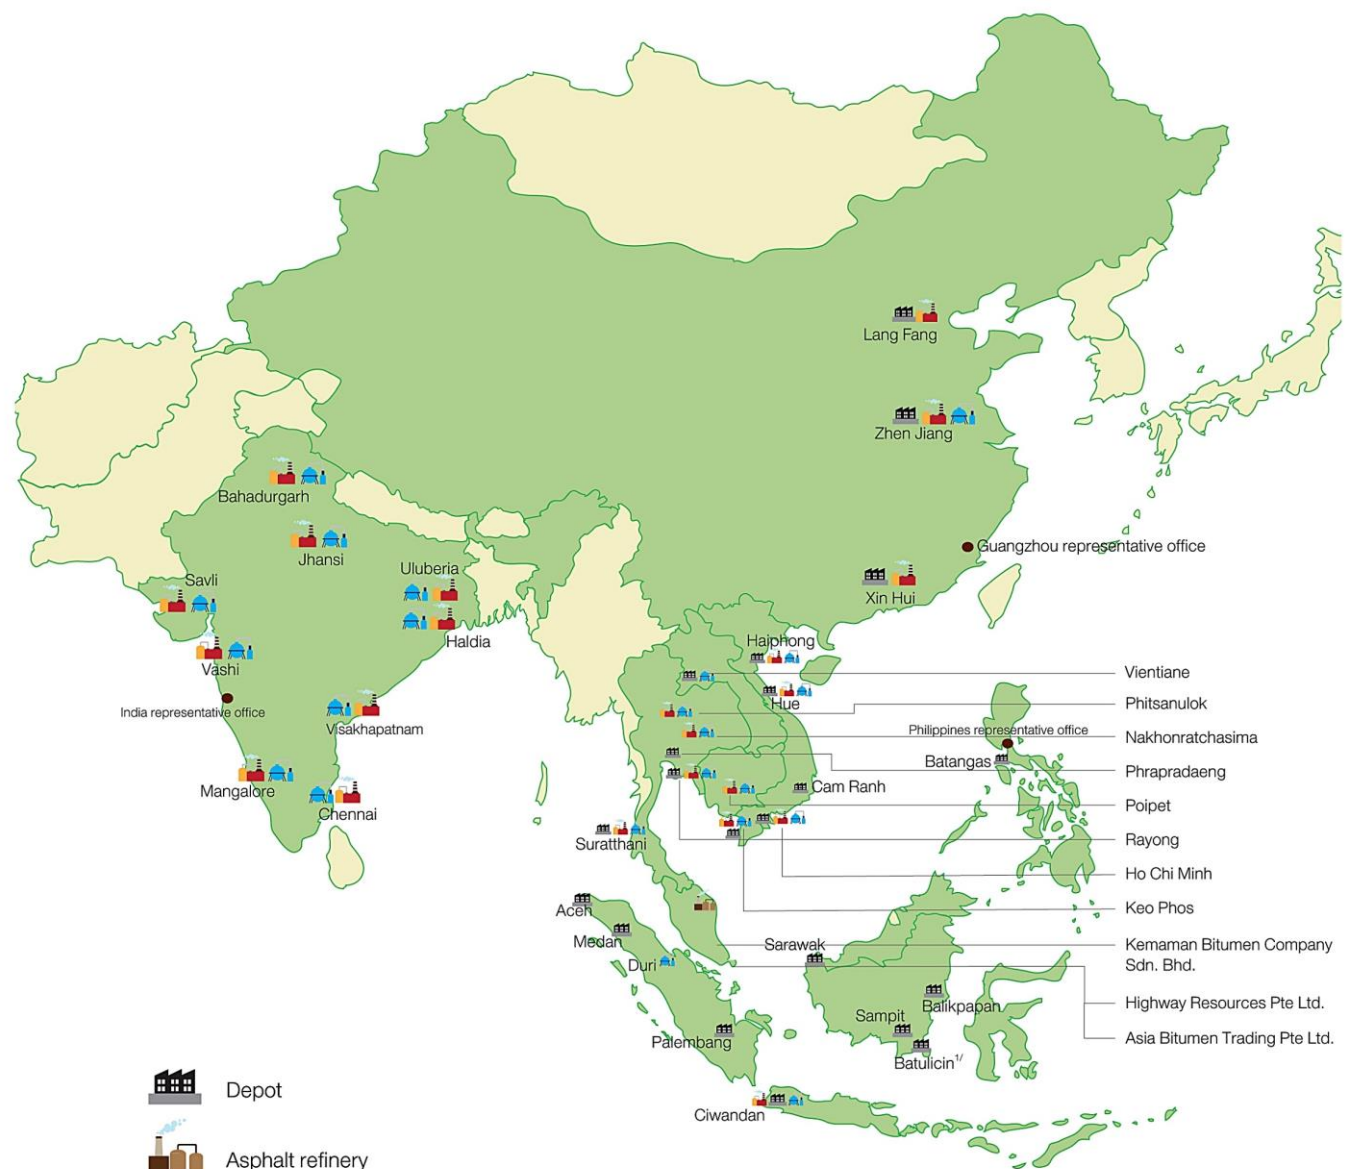 Lang Fang
Zhen Jiang
Bahadurgarh
Jhansi
Uluberia
Savli
Haldia
Vashi
India representative office
Visakhapatnam
Mangalore
Chennai
Guangzhou representative office
Xin Hui
Haiphong
Hue
Vientiane
Phitsanulok
Philippines representative office
Nakhonratchasima
Batangas
Phrapradaeng
Cam Ranh
Poipet
Suratthani
Rayong
Ho Chi Minh
Aceh
Keo Phos
Medan
Sarawak
Kemaman Bitumen Company
Sdn. Bhd.
Duri
Balikpapan
Highway Resources Pte Ltd.
Sampit
Palembang
Asia Bitumen Trading Pte Ltd.
Batulicin1/
Ciwandan
Depot
Asphalt refinery